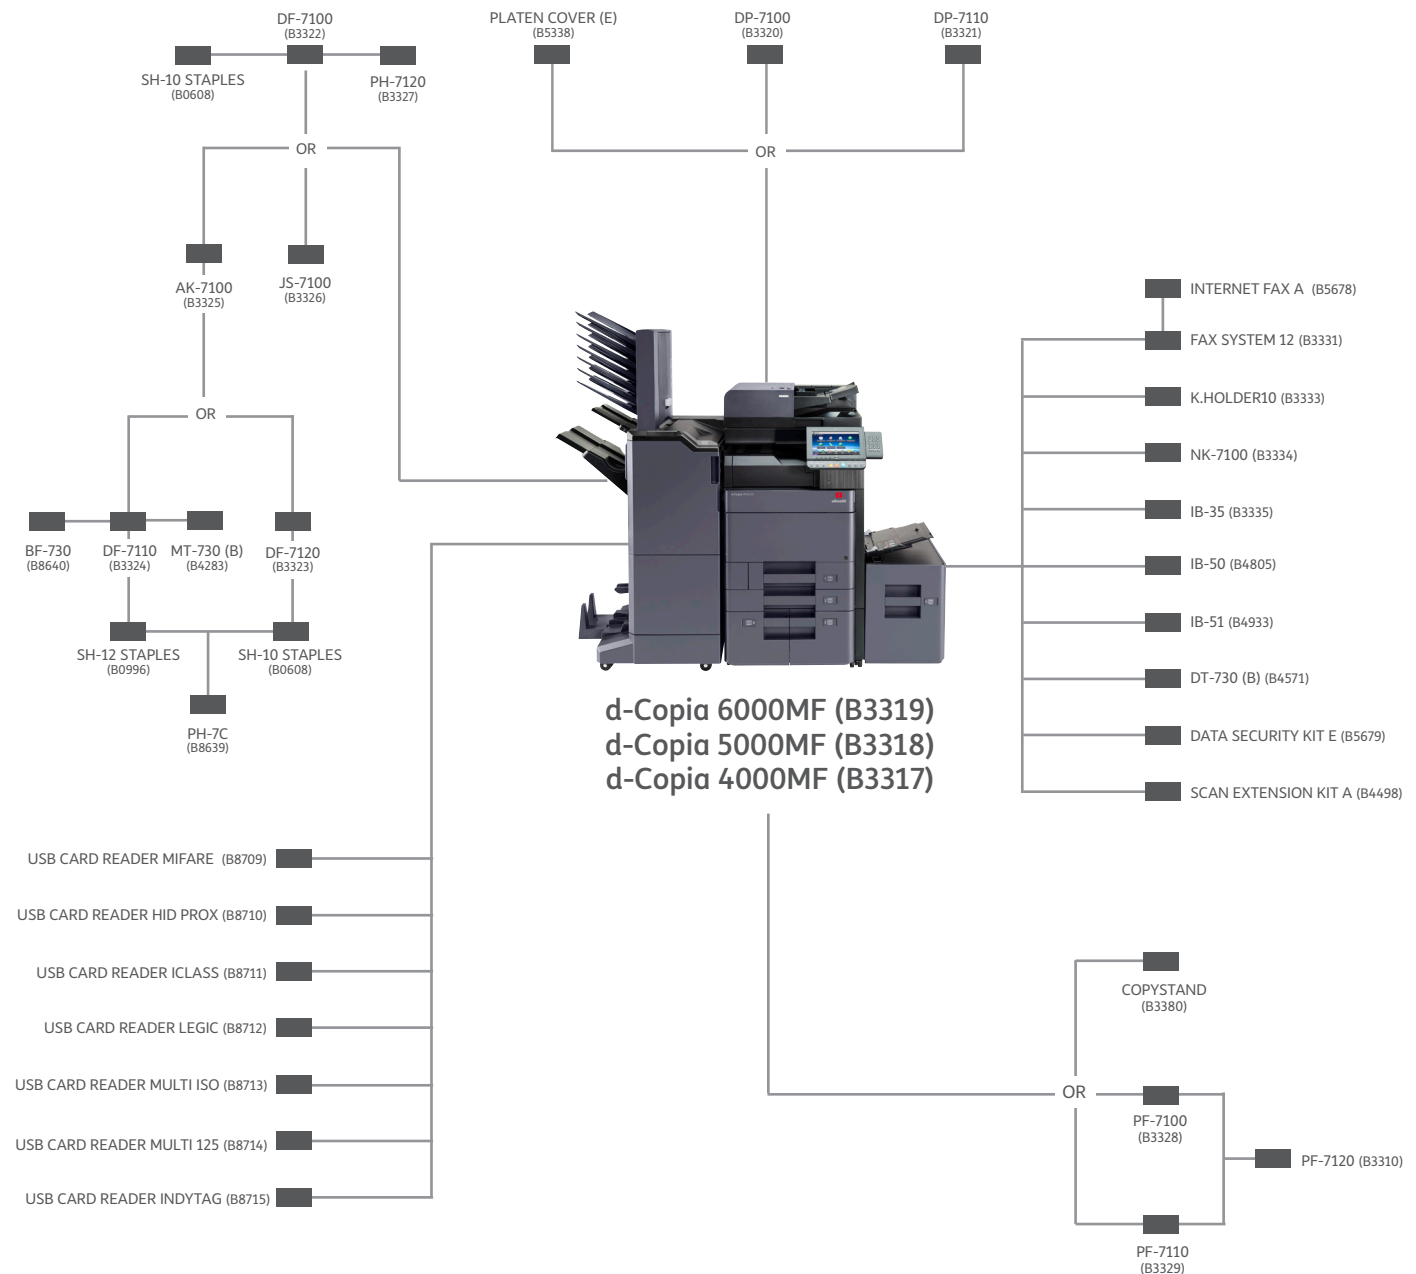 DF-7100
(B3322)
SH-10 STAPLES
(B0608)
PH-7120
(B3327)
PLATEN COVER (E)
(B5338)
DP-7100
(B3320)
DP-7110
(B3321)
OR
OR
AK-7100
(B3325)
JS-7100
(B3326)
OR
BF-730
(B8640)
DF-7110
(B3324)
MT-730 (B)
(B4283)
DF-7120
(B3323)
SH-12 STAPLES
(B0996)
SH-10 STAPLES
(B0608)
PH-7C
(B8639)
INTERNET FAX A (B5678)
FAX SYSTEM 12 (B3331)
K.HOLDER10 (B3333)
NK-7100 (B3334)
IB-35 (B3335)
IB-50 (B4805)
IB-51 (B4933)
DT-730 (B) (B4571)
DATA SECURITY KIT E (B5679)
SCAN EXTENSION KIT A (B4498)
olivetti
d-Copia 6000MF (B3319)
d-Copia 5000MF (B3318)
d-Copia 4000MF (B3317)
USB CARD READER MIFARE (B8709)
USB CARD READER HID PROX (B8710)
USB CARD READER ICLASS (B8711)
USB CARD READER LEGIC (B8712)
USB CARD READER MULTI ISO (B8713)
USB CARD READER MULTI 125 (B8714)
USB CARD READER INDYTAG (B8715)
COPYSTAND
(B3380)
OR
PF-7100
(B3328)
PF-7120 (B3310)
PF-7110
(B3329)